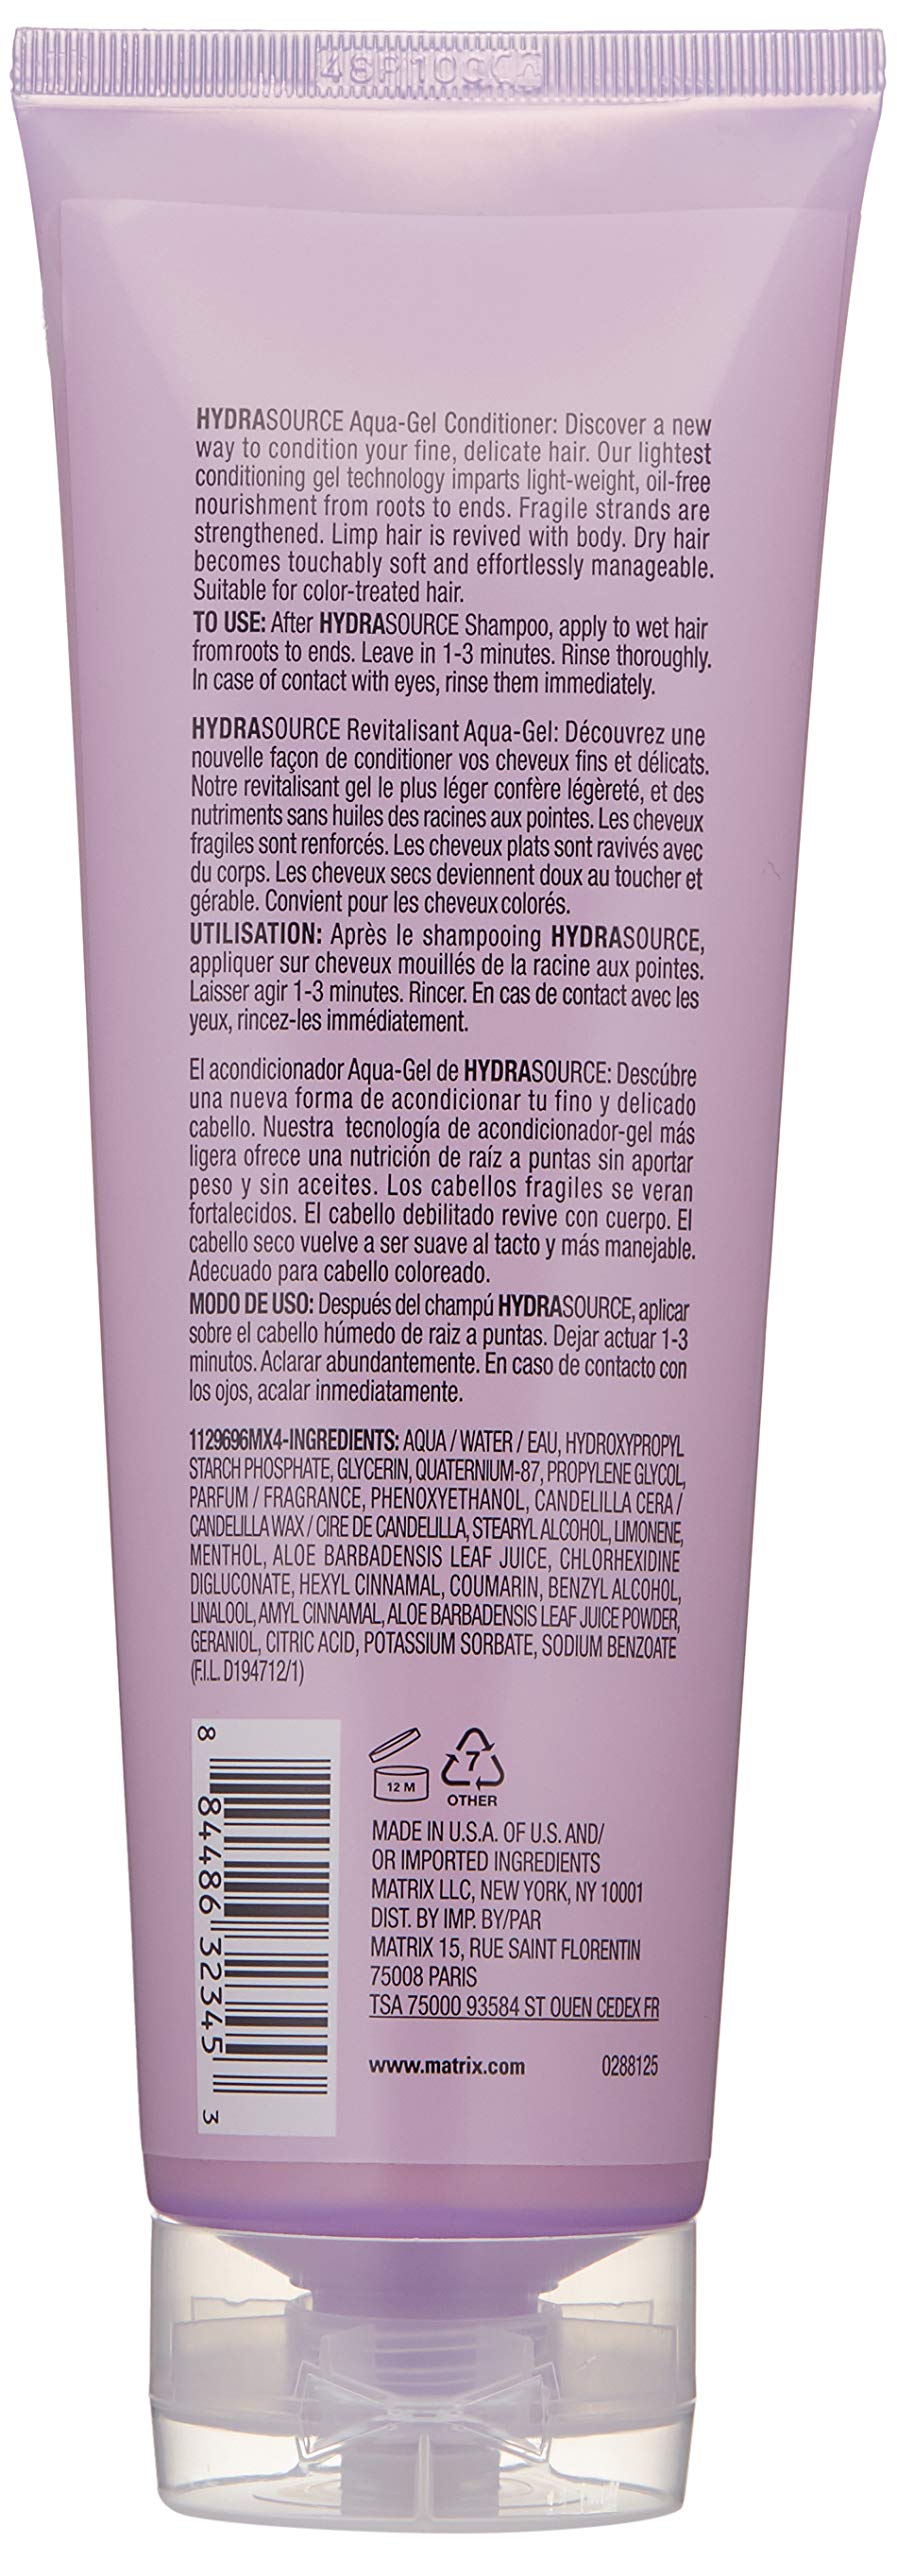 HYDRASOURCE Aqua-Gel Conditioner: Discover a new
way to condition your fine, delicate hair. Our lightest
conditioning gel technology imparts light-weight, oil-free
nourishment from roots to ends. Fragile strands are
strengthened. Limp hair is revived with body. Dry hair
becomes touchably soft and effortlessly manageable.
Suitable for color-treated hair.
TO USE: After HYDRASOURCE Shampoo, apply to wet hair
from roots to ends. Leave in 1-3 minutes. Rinse thoroughly.
In case of contact with eyes, rinse them immediately.
HYDRASOURCE Revitalisant Aqua-Gel: Découvrez une
nouvelle façon de conditioner vos cheveux fins et délicats.
Notre revitalisant gel le plus léger confère légèreté, et des
nutriments sans huiles des racines aux pointes. Les cheveux
fragiles sont renforcés. Les cheveux plats sont ravivés avec
du corps. Les cheveux secs deviennent doux au toucher et
gérable. Convient pour les cheveux colorés.
UTILISATION: Après le shampooing HYDRASOURCE,
appliquer sur cheveux mouillés de la racine aux pointes.
Laisser agir 1-3 minutes. Rincer. En cas de contact avec les
yeux, rincez-les immédiatement.
El acondicionador Aqua-Gel de HYDRASOURCE: Descúbre
una nueva forma de acondicionar tu fino y delicado
cabello. Nuestra tecnología de acondicionador-gel más
ligera ofrece una nutrición de raíz a puntas sin aportar
peso y sin aceites. Los cabellos fragiles se veran
fortalecidos. El cabello debilitado revive con cuerpo. El
cabello seco vuelve a ser suave al tacto y más manejable.
Adecuado para cabello coloreado.
MODO DE USO: Después del champú HYDRASOURCE, aplicar
sobre el cabello húmedo de raiz a puntas. Dejar actuar 1-3
minutos. Aclarar abundantemente. En caso de contacto con
los ojos, acalar inmediatamente.
1129696MX4-INGREDIENTS: AQUA / WATER / EAU, HYDROXYPROPYL
STARCH PHOSPHATE, GLYCERIN, QUATERNIUM-87, PROPYLENE GLYCOL,
PARFUM / FRAGRANCE, PHENOXYETHANOL, CANDELILLA CERA /
CANDELILLA WAX / CIRE DE CANDELILLA, STEARYL ALCOHOL, LIMONENE,
MENTHOL, ALOE BARBADENSIS LEAF JUICE, CHLORHEXIDINE
DIGLUCONATE, HEXYL CINNAMAL, COUMARIN, BENZYL ALCOHOL,
LINALOOL, AMYL CINNAMAL, ALOE BARBADENSIS LEAF JUICE POWDER,
GERANIOL, CITRIC ACID, POTASSIUM SORBATE, SODIUM BENZOATE
(F.I.L. D194712/1)
8 84486 32345 3
12 M
7
OTHER
MADE IN U.S.A. OF U.S. AND/
OR IMPORTED INGREDIENTS
MATRIX LLC, NEW YORK, NY 10001
DIST. BY IMP. BY/PAR
MATRIX 15, RUE SAINT FLORENTIN
75008 PARIS
TSA 75000 93584 ST OUEN CEDEX FR
www.matrix.com 0288125